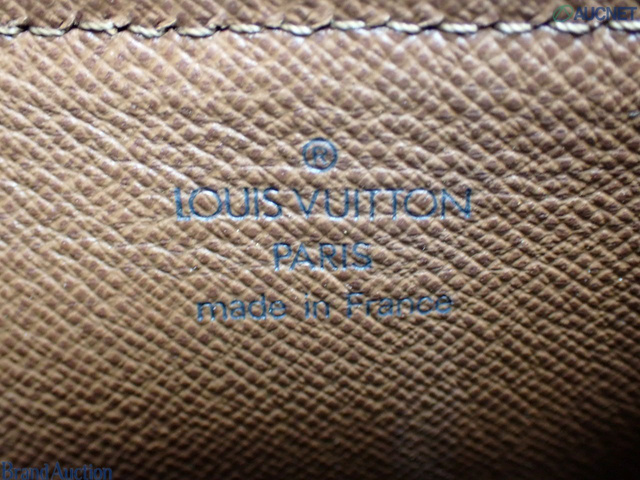 AUCNET
®
LOUIS VUITTON
PARIS
made in France
Brand Auction